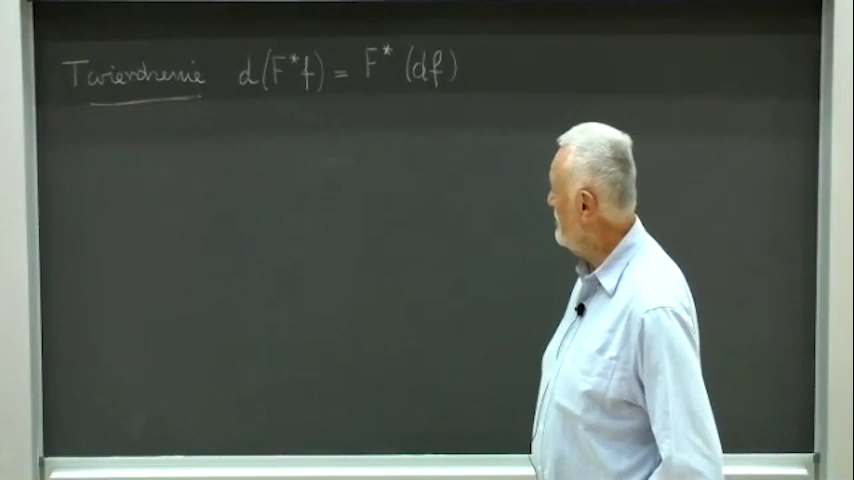 Twierdzenie d(F*f) = F* (df)